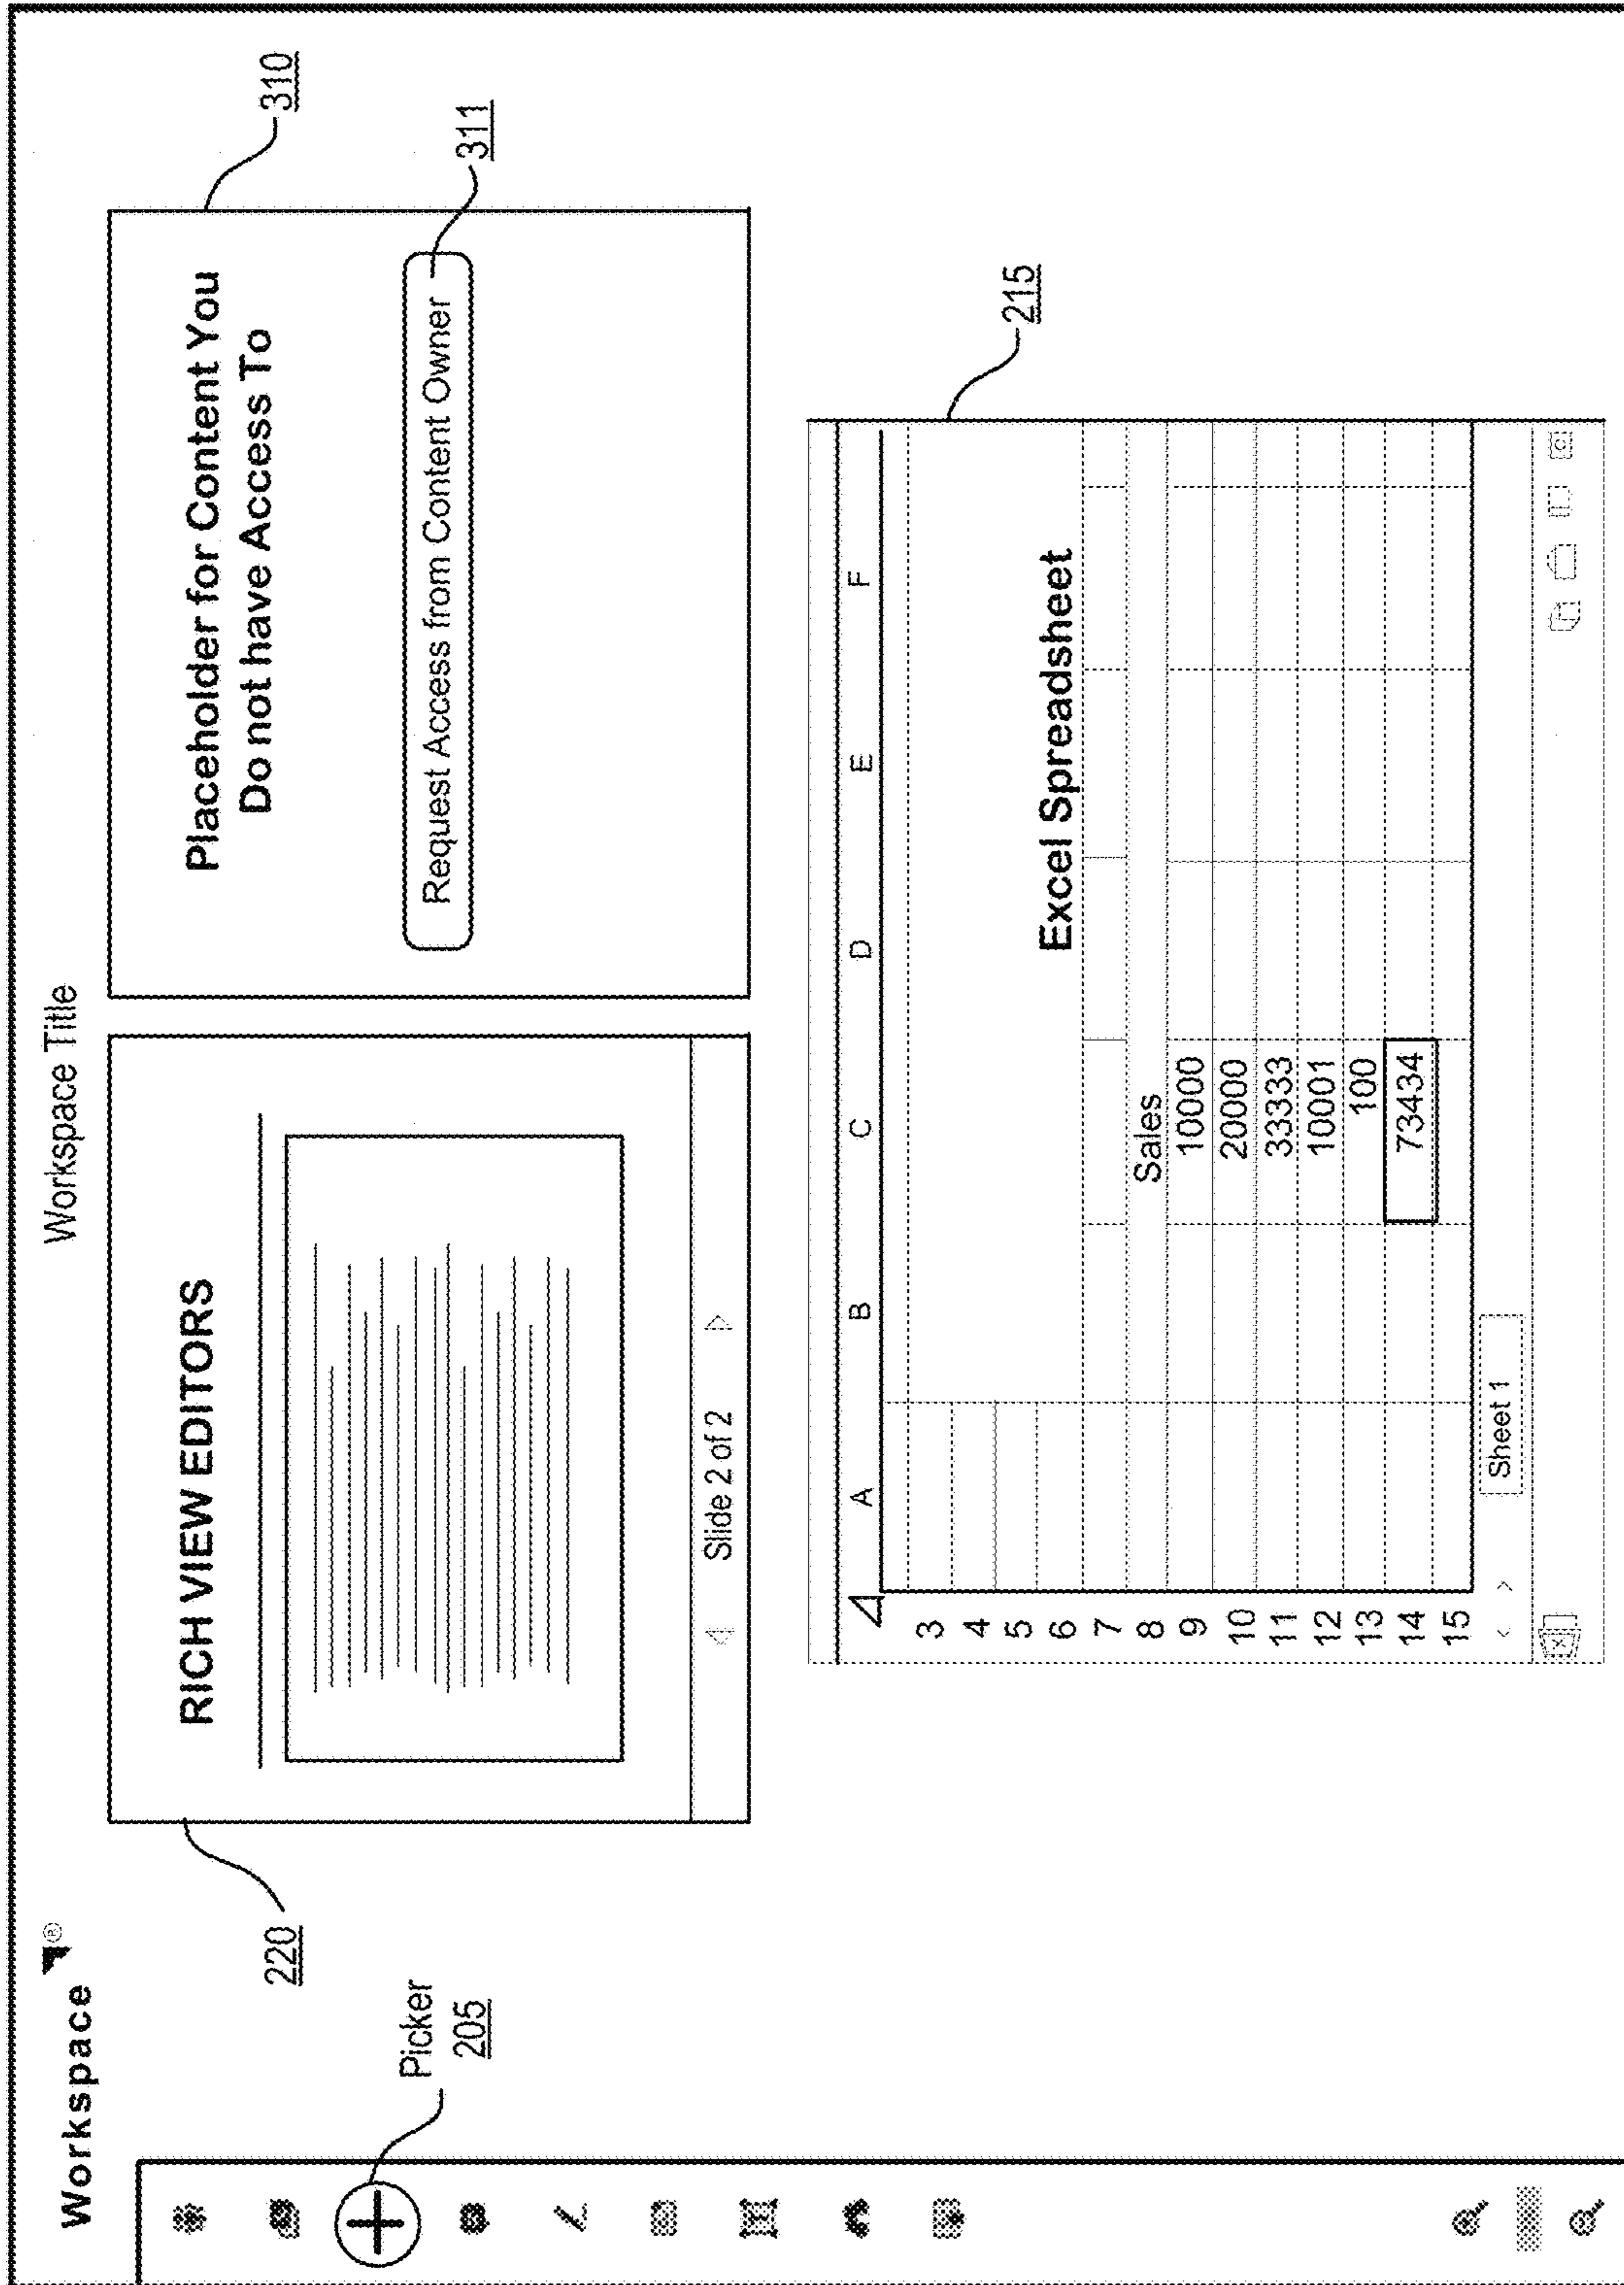 Workspace ®
Workspace Title
RICH VIEW EDITORS
Slide 2 of 2
220
Picker
205
Placeholder for Content You
Do not have Access To
Request Access from Content Owner
310
311
215
A B C D E F
Excel Spreadsheet
3
4
5
6
7
8 Sales
9 10000
10 20000
11 33333
12 10001
13 100
14 73434
15
< > Sheet 1